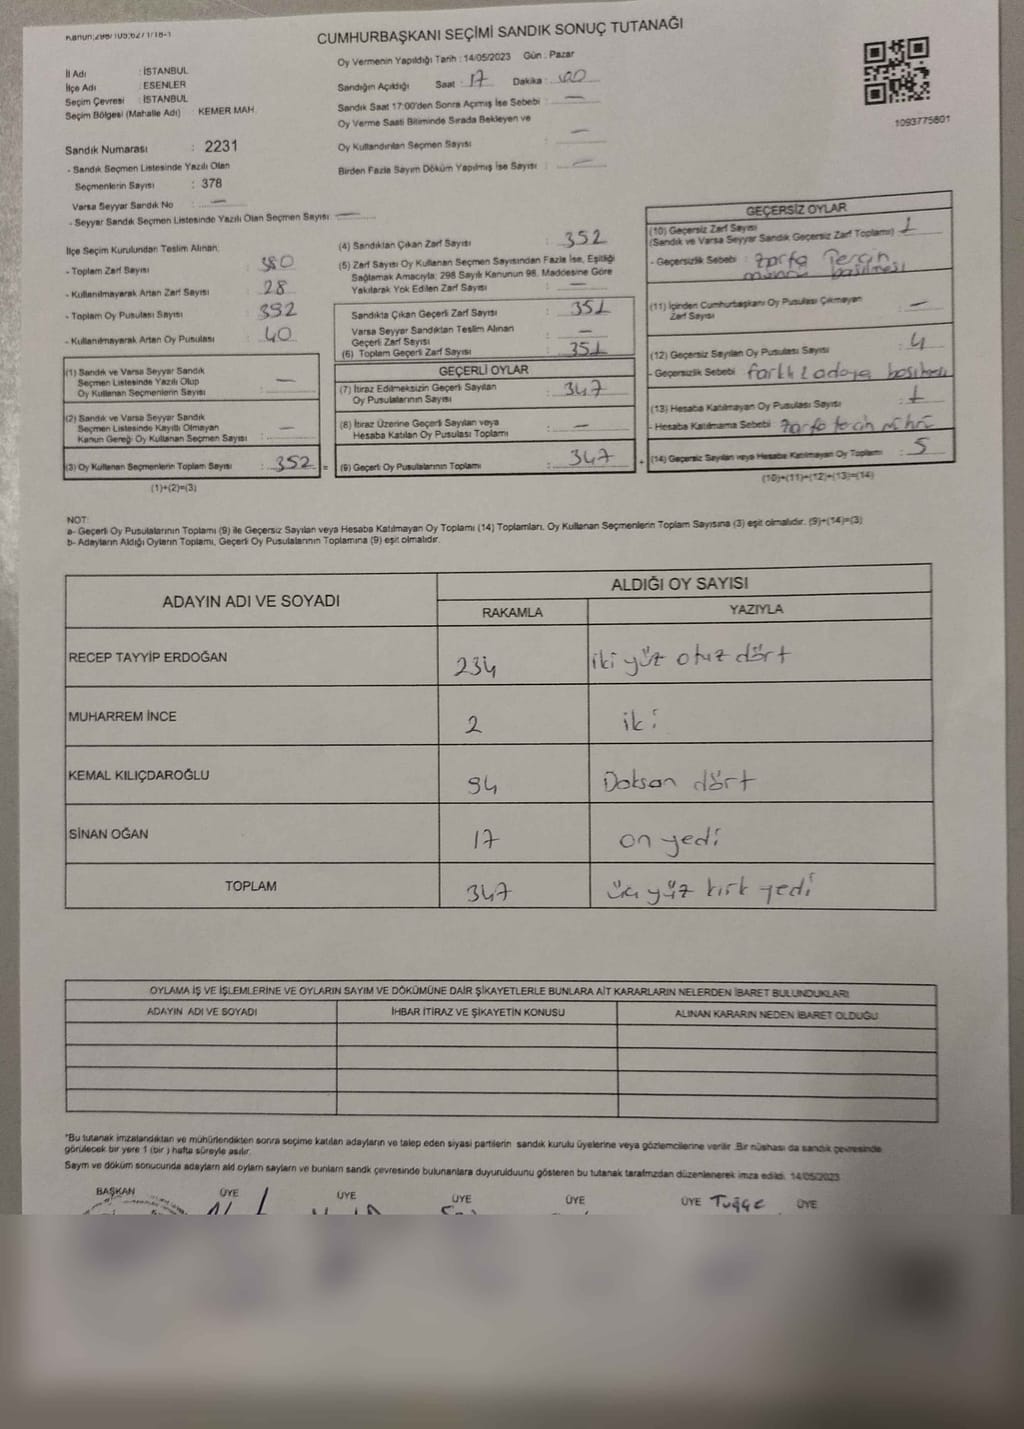 CUMHURBAŞKANI SEÇİMİ SANDIK SONUÇ TUTANAĞI
İl Adı : İSTANBUL
İlçe Adı : ESENLER
Seçim Çevresi : İSTANBUL
Seçim Bölgesi (Mahalle Adı) : KEMER MAH.
Sandık Numarası : 2231
- Sandık Seçmen Listesinde Yazılı Olan
Seçmenlerin Sayısı : 378
Varsa Seyyar Sandık No : —
- Seyyar Sandık Seçmen Listesinde Yazılı Olan Seçmen Sayısı : —
Oy Vermenin Yapıldığı Tarih : 14/05/2023 Gün : Pazar
Sandığın Açıldığı Saat : 17 Dakika : 00
Sandık Saat 17:00'den Sonra Açımış İse Sebebi : —
Oy Verme Saati Bitiminde Sırada Bekleyen ve
Oy Kullandırılan Seçmen Sayısı : —
Birden Fazla Sayım Döküm Yapılmış İse Sayısı : —
1093775801
İlçe Seçim Kurulundan Teslim Alınan;
- Toplam Zarf Sayısı : 380
- Kullanılmayarak Artan Zarf Sayısı : 28
- Toplam Oy Pusulası Sayısı : 392
- Kullanılmayarak Artan Oy Pusulası : 40
(1) Sandık ve Varsa Seyyar Sandık
Seçmen Listesinde Yazılı Olup
Oy Kullanan Seçmenlerin Sayısı : —
(2) Sandık ve Varsa Seyyar Sandık
Seçmen Listesinde Kayıtlı Olmayan
Kanun Gereği Oy Kullanan Seçmen Sayısı : —
(3) Oy Kullanan Seçmenlerin Toplam Sayısı : 352 =
(1)+(2)=(3)
(4) Sandıktan Çıkan Zarf Sayısı : 352
(5) Zarf Sayısı Oy Kullanan Seçmen Sayısından Fazla İse, Eşitliği
Sağlamak Amacıyla; 298 Sayılı Kanunun 98. Maddesine Göre
Yakılarak Yok Edilen Zarf Sayısı : —
Sandıkta Çıkan Geçerli Zarf Sayısı : 351
Varsa Seyyar Sandıktan Teslim Alınan
Geçerli Zarf Sayısı : —
(6) Toplam Geçerli Zarf Sayısı : 351
GEÇERLİ OYLAR
(7) İtiraz Edilmeksizin Geçerli Sayılan
Oy Pusulalarının Sayısı : 347
(8) İtiraz Üzerine Geçerli Sayılan veya
Hesaba Katılan Oy Pusulası Toplamı : —
(9) Geçerli Oy Pusulalarının Toplamı : 347 +
GEÇERSİZ OYLAR
(10) Geçersiz Zarf Sayısı
(Sandık ve Varsa Seyyar Sandık Geçersiz Zarf Toplamı) : 1
- Geçersizlik Sebebi : zarfa Tercih
basılması
(11) İçinden Cumhurbaşkanı Oy Pusulası Çıkmayan
Zarf Sayısı : —
(12) Geçersiz Sayılan Oy Pusulası Sayısı : 4
- Geçersizlik Sebebi : farklı 2 adaya basılması
(13) Hesaba Katılmayan Oy Pusulası Sayısı : 1
- Hesaba Katılmama Sebebi : zarfa tercih mührü
(14) Geçersiz Sayılan veya Hesaba Katılmayan Oy Toplamı : 5
(10)+(11)+(12)+(13)=(14)
NOT:
a- Geçerli Oy Pusulalarının Toplamı (9) ile Geçersiz Sayılan veya Hesaba Katılmayan Oy Toplamı (14) Toplamları, Oy Kullanan Seçmenlerin Toplam Sayısına (3) eşit olmalıdır. (9)+(14)=(3)
b- Adayların Aldığı Oyların Toplamı, Geçerli Oy Pusulalarının Toplamına (9) eşit olmalıdır.
ADAYIN ADI VE SOYADI ALDIĞI OY SAYISI
RAKAMLA YAZIYLA
RECEP TAYYİP ERDOĞAN 234 iki yüz otuz dört
MUHARREM İNCE 2 iki
KEMAL KILIÇDAROĞLU 94 Doksan dört
SİNAN OĞAN 17 on yedi
TOPLAM 347 üç yüz kırk yedi
OYLAMA İŞ VE İŞLEMLERİNE VE OYLARIN SAYIM VE DÖKÜMÜNE DAİR ŞİKAYETLERLE BUNLARA AİT KARARLARIN NELERDEN İBARET BULUNDUKLARI
ADAYIN ADI VE SOYADI İHBAR İTİRAZ VE ŞİKAYETİN KONUSU ALINAN KARARIN NEDEN İBARET OLDUĞU
*Bu tutanak imzalandıktan ve mühürlendikten sonra seçime katılan adayların ve talep eden siyasi partilerin sandık kurulu üyelerine veya gözlemcilerine verilir .Bir nüshası da sandık çevresinde
görülecek bir yere 1 (bir ) hafta süreyle asılır.
Sayım ve döküm sonucunda adayların ald oyların sayların ve bunların sandk çevresinde bulunanlara duyurulduunu gösteren bu tutanak tarafmzdan düzenlenerek imza edildi. 14/05/2023
BAŞKAN ÜYE ÜYE ÜYE ÜYE ÜYE Tuğçe ÜYE